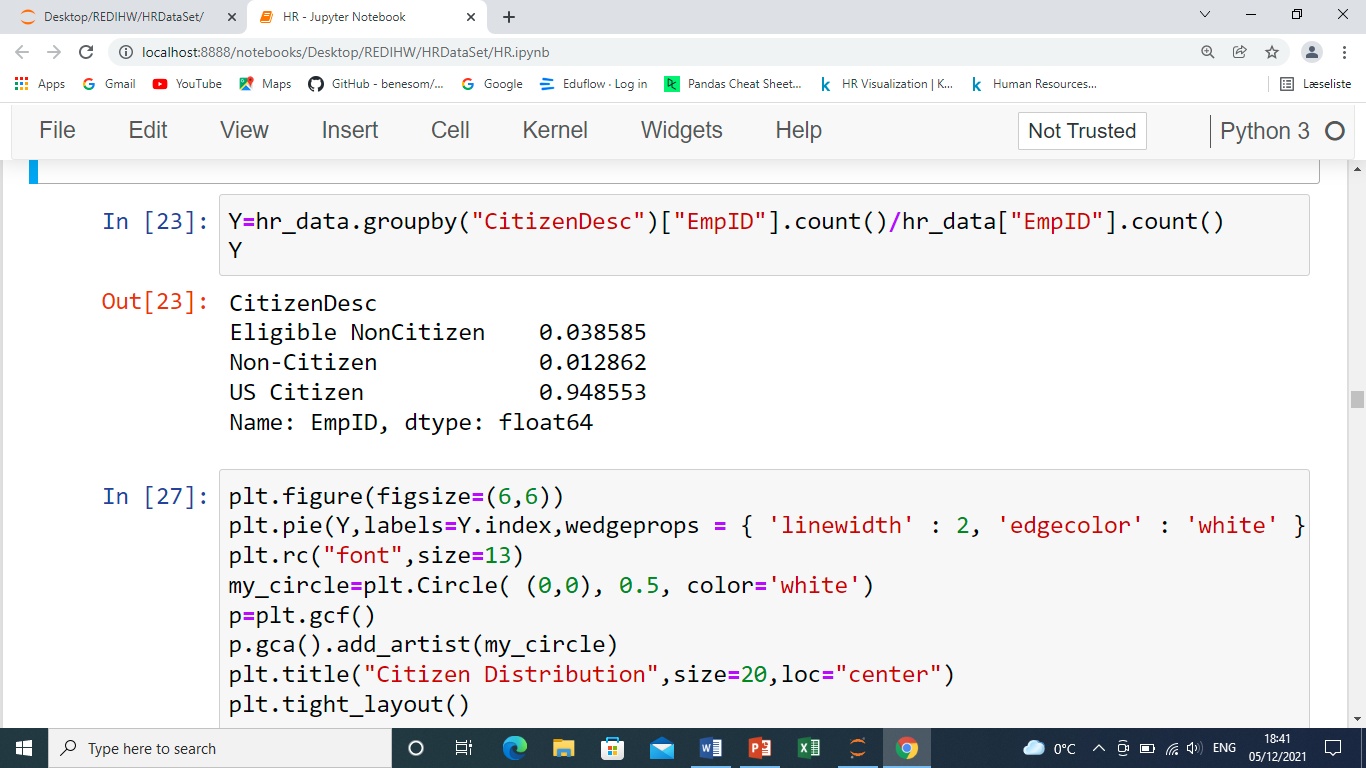 Desktop/REDIHW/HRDataSet/
HR - Jupyter Notebook
localhost:8888/notebooks/Desktop/REDIHW/HRDataSet/HR.ipynb
Apps
Gmail
YouTube
Maps
GitHub - benesom/...
Google
Eduflow · Log in
Pandas Cheat Sheet...
HR Visualization | K...
Human Resources...
Læseliste
File Edit View Insert Cell Kernel Widgets Help Not Trusted Python 3
In [23]: Y=hr_data.groupby("CitizenDesc")["EmpID"].count()/hr_data["EmpID"].count()
Y
Out[23]: CitizenDesc
Eligible NonCitizen 0.038585
Non-Citizen 0.012862
US Citizen 0.948553
Name: EmpID, dtype: float64
In [27]: plt.figure(figsize=(6,6))
plt.pie(Y,labels=Y.index,wedgeprops = { 'linewidth' : 2, 'edgecolor' : 'white' }
plt.rc("font",size=13)
my_circle=plt.Circle( (0,0), 0.5, color='white')
p=plt.gcf()
p.gca().add_artist(my_circle)
plt.title("Citizen Distribution",size=20,loc="center")
plt.tight_layout()
Type here to search
0°C
ENG
18:41
05/12/2021